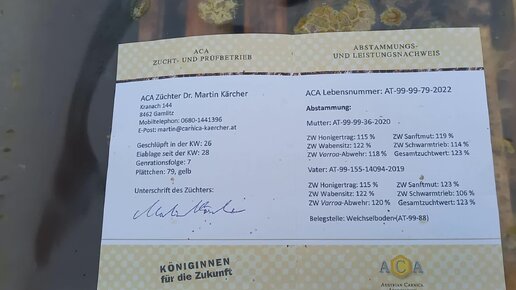 ACA
ZUCHT- UND PRÜFBETRIEB
ACA Züchter Dr. Martin Kärcher
Kranach 144
8462 Gamlitz
Mobiltelephon: 0680-1441396
E-Post: martin@carnica-kaercher.at
Geschlüpft in der KW: 26
Eiablage seit der KW: 28
Genrationsfolge: 7
Plättchen: 79, gelb
Unterschrift des Züchters:
KÖNIGINNEN
für die Zukunft
ABSTAMMUNGS-
UND LEISTUNGSNACHWEIS
ACA Lebensnummer: AT-99-99-79-2022
Abstammung:
Mutter: AT-99-99-36-2020
ZW Honigertrag: 115 % ZW Sanftmut: 119 %
ZW Wabensitz: 122 % ZW Schwarmtrieb: 114 %
ZW Varroa-Abwehr: 118 % Gesamtzuchtwert: 123 %
Vater: AT-99-155-14094-2019
ZW Honigertrag: 115 % ZW Sanftmut: 123 %
ZW Wabensitz: 122 % ZW Schwarmtrieb: 106 %
ZW Varroa-Abwehr: 120 % Gesamtzuchtwert: 123 %
Belegstelle: Weichselboden (AT-99-88)
ACA
AUSTRIAN CARNICA